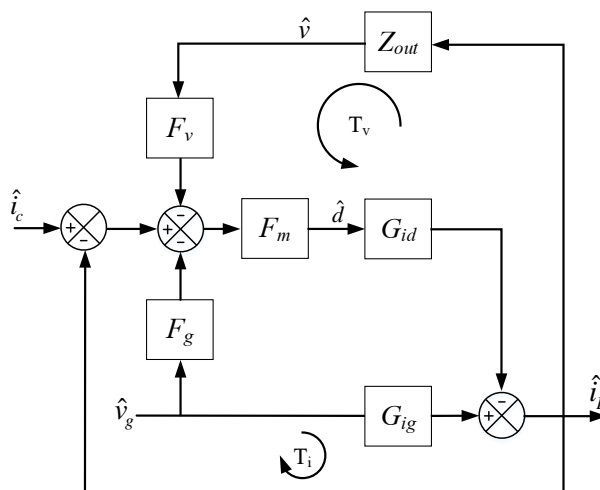 v̂
Z_out
T_v
F_v
î_c
+
-
+
-
-
F_m
d̂
G_id
F_g
v̂_g
G_ig
+
-
T_i